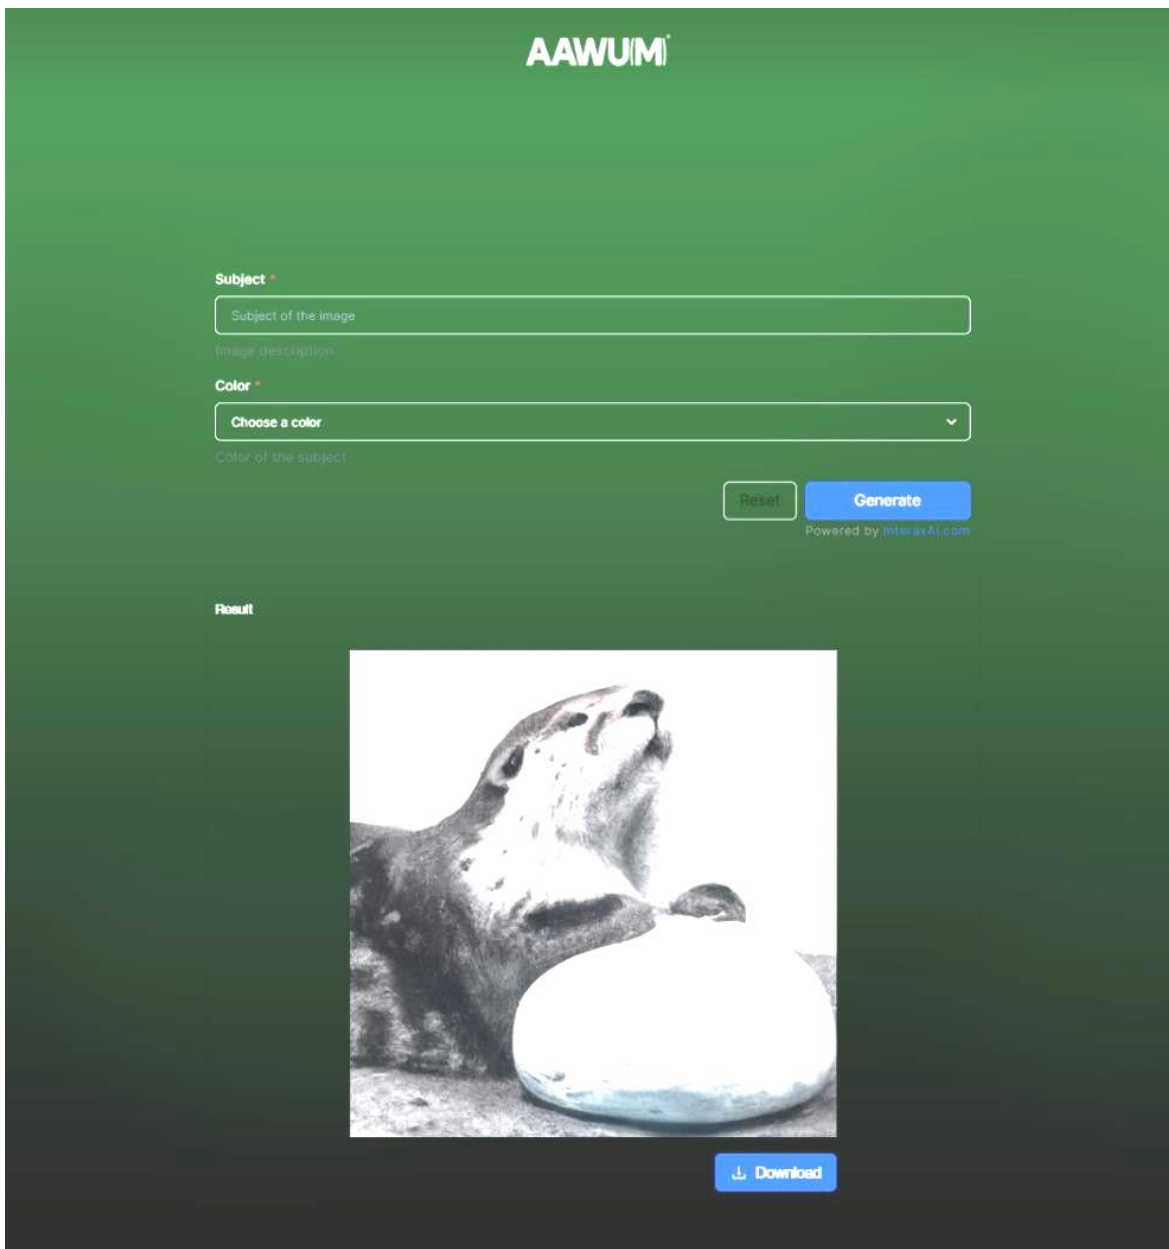 AAWU(M)
Subject *
Subject of the image
Image description
Color *
Choose a color
Color of the subject
Reset
Generate
Powered by InteraxAI.com
Result
Download